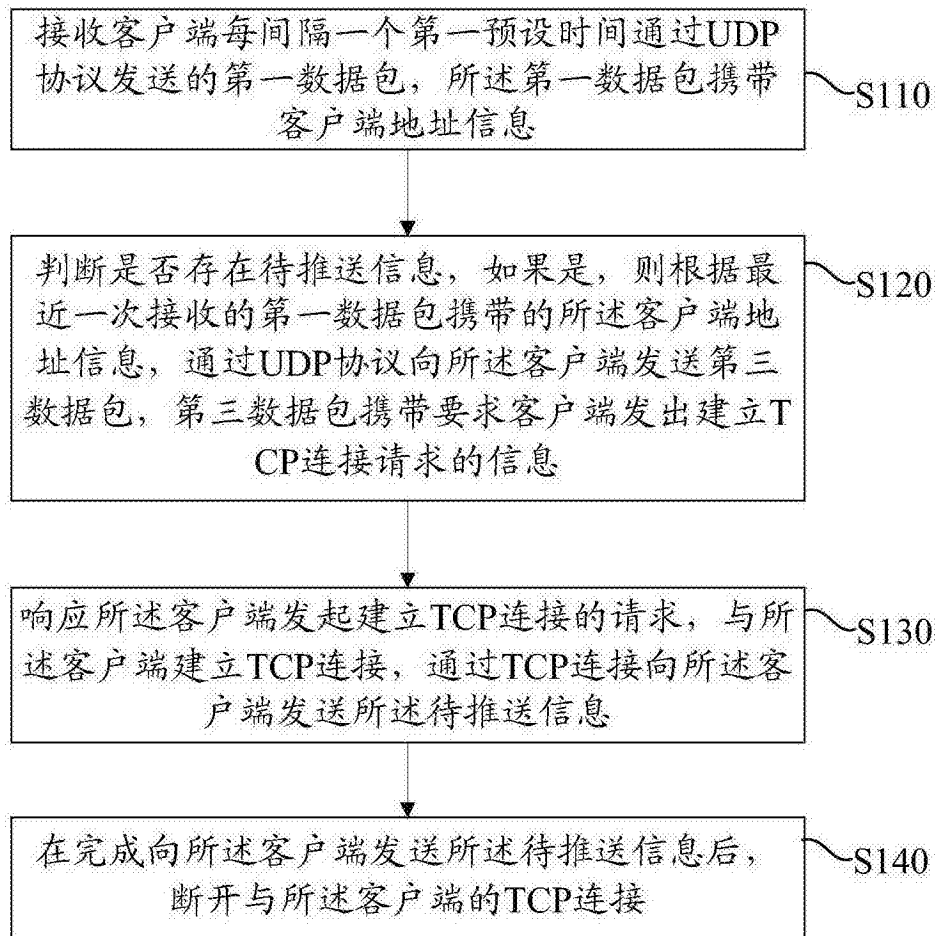 接收客户端每间隔一个第一预设时间通过UDP
协议发送的第一数据包，所述第一数据包携带
客户端地址信息
S110
判断是否存在待推送信息，如果是，则根据最
近一次接收的第一数据包携带的所述客户端地
址信息，通过UDP协议向所述客户端发送第三
数据包，第三数据包携带要求客户端发出建立T
CP连接请求的信息
S120
响应所述客户端发起建立TCP连接的请求，与所
述客户端建立TCP连接，通过TCP连接向所述客
户端发送所述待推送信息
S130
在完成向所述客户端发送所述待推送信息后，
断开与所述客户端的TCP连接
S140